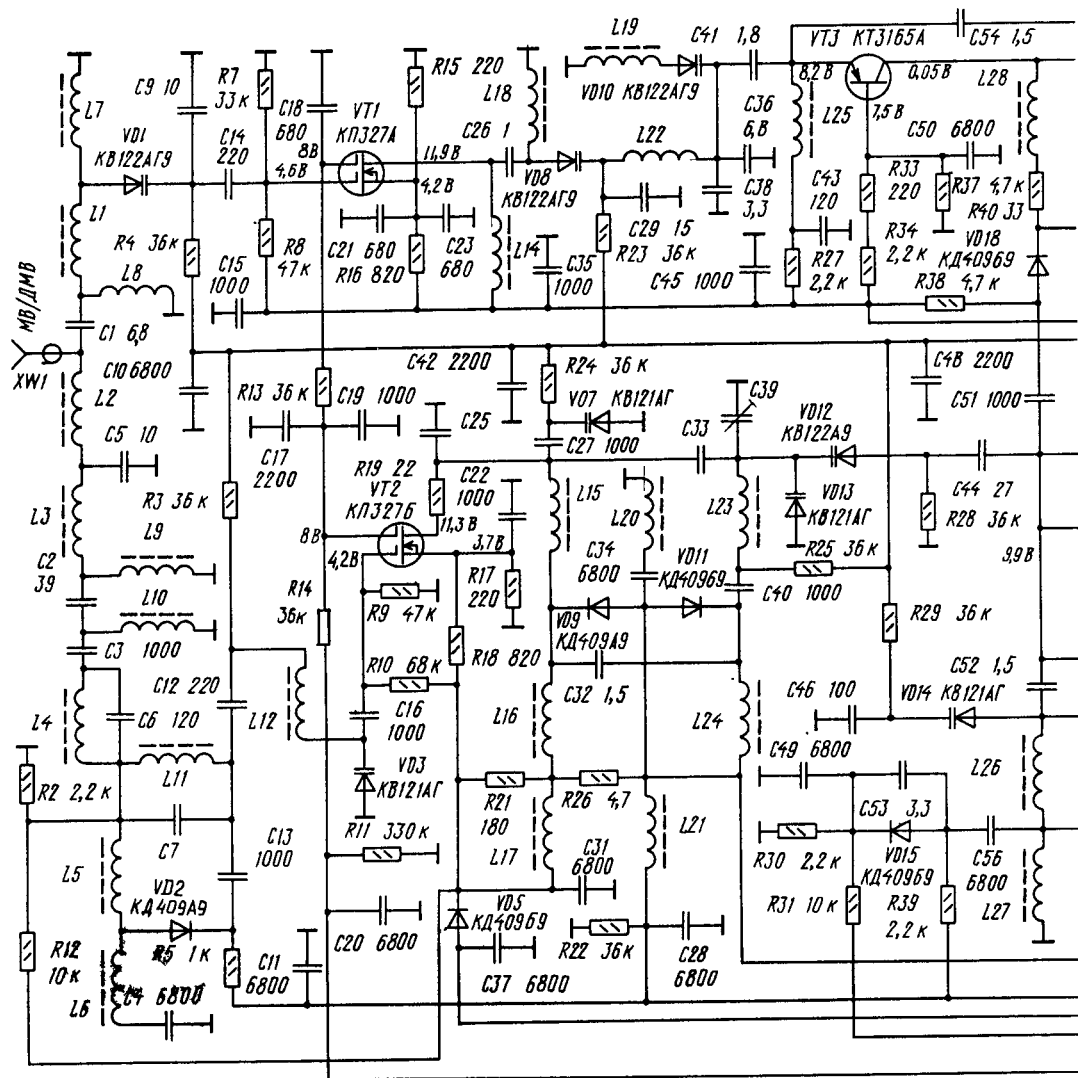 L19
C41 1,8
VT3 КТ3165А
C54 1,5
R7
33 к
C9 10
R15 220
L18
8,2 В
0,05 В
L28
L7
C18
680
VT1
КП327А
VD10 КВ122АГ9
C36
6,8
L25
7,5 В
C50 6800
VD1
КВ122АГ9
C14
220
C26 1
L22
8В
11,9 В
4,6В
4,2 В
VD8
КВ122АГ9
C38
3,3
C43
120
R33
220
R37 4,7 к
R40 33
L1
R4 36к
R8
47 к
C21 680
R16 820
C23
680
L14
C29 15
R23 36к
R34
2,2 к
VD18
КД409Б9
L8
C15
1000
C35
1000
C45 1000
R27
2,2к
R38 4,7 к
МВ/ДМВ
C1 6,8
XW1
C10 6800
C42 2200
R24 36 к
C48 2200
L2
R13 36 к
C19 1000
C25
VD7 КВ121АГ
C39
C51 1000
C5 10
C17
2200
C27 1000
C33
VD12
КВ122А9
R3 36 к
R19 22
VT2
КП327Б
C22
1000
L3
L9
L15
L20
L23
VD13
КВ121АГ
C44 27
R28 36к
8В
11,3 В
3,7 В
4,2В
C2
39
L10
R14
36к
R9 47 к
R17
220
C34
6800
VD11
КД409Б9
R25 36к
9,9 В
C40 1000
C3 1000
VD9
КД409А9
R29 36 к
R10 68 к
R18 820
C12 220
L4
C6 120
L12
C16
1000
C32 1,5
L16
L24
C46 100
C52 1,5
VD14 КВ121АГ
L11
VD3
КВ121АГ
C49 6800
L26
R2 2,2 к
R21
180
R26 4,7
C7
C13
1000
R11 330 к
L17
C31
6800
L21
C53 3,3
R30 2,2 к
VD15
КД409Б9
C56
6800
L5
VD2
КД409А9
VD5
КД409Б9
R31 10 к
R39
2,2 к
L27
R12
10к
R5 1 к
C11
6800
C20 6800
R22 36к
C28
6800
L6
C4 6800
C37 6800